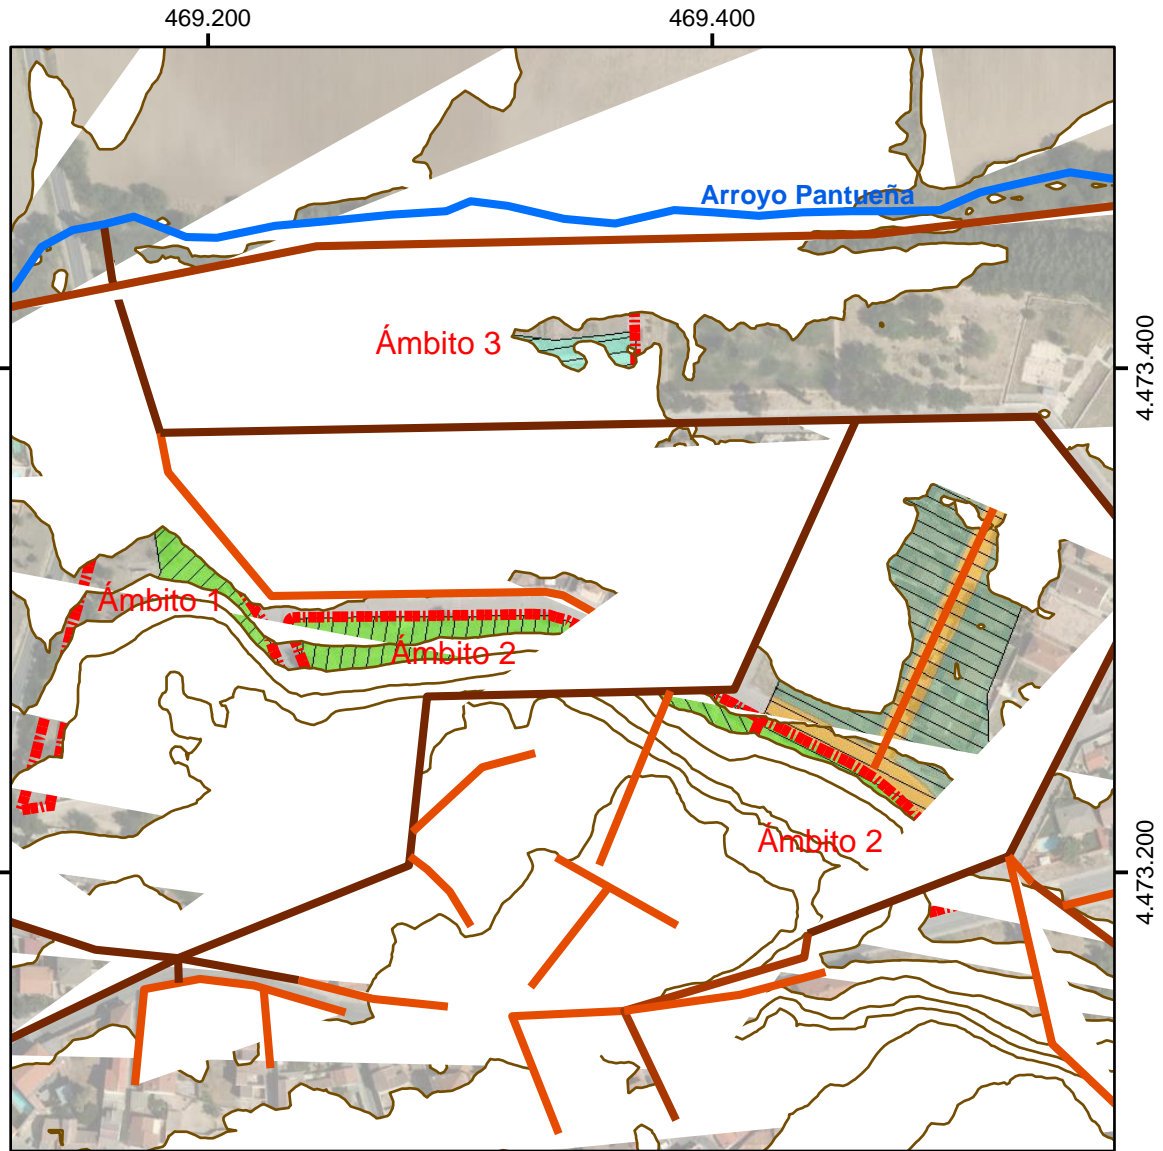 469.200
469.400
Arroyo Pantueña
Ámbito 3
4.473.400
Ámbito 1
Ámbito 2
Ámbito 2
4.473.200